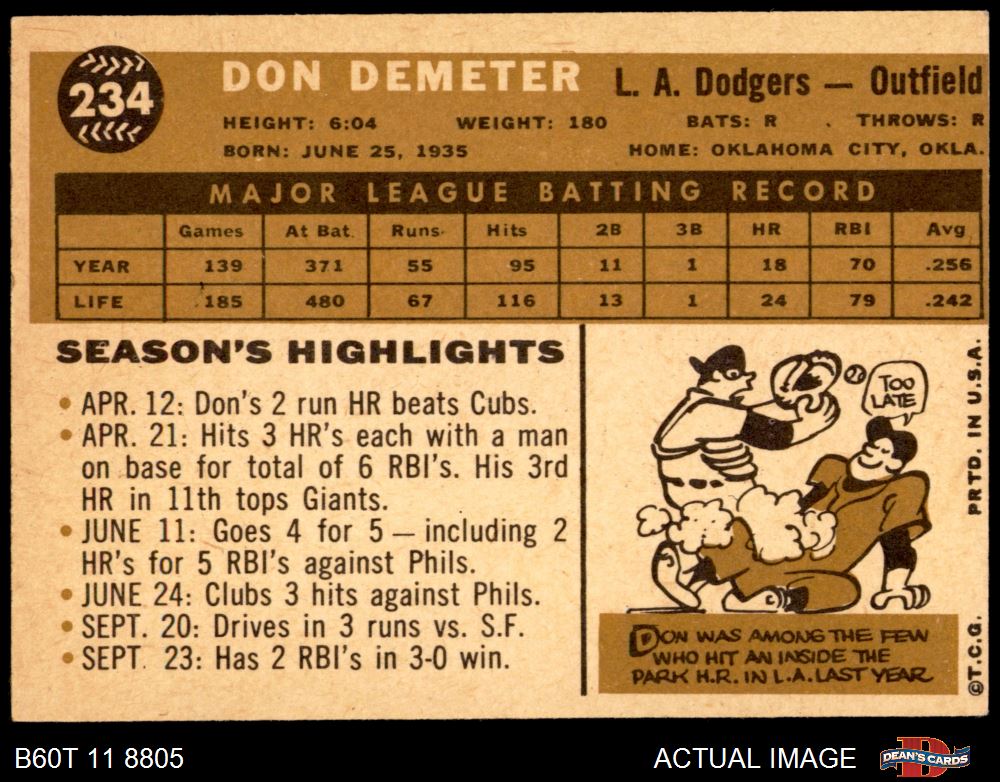 234
DON DEMETER L. A. Dodgers — Outfield
HEIGHT: 6:04 WEIGHT: 180 BATS: R THROWS: R
BORN: JUNE 25, 1935 HOME: OKLAHOMA CITY, OKLA.
MAJOR LEAGUE BATTING RECORD
Games At Bat Runs Hits 2B 3B HR RBI Avg
YEAR 139 371 55 95 11 1 18 70 .256
LIFE 185 480 67 116 13 1 24 79 .242
SEASON'S HIGHLIGHTS
• APR. 12: Don's 2 run HR beats Cubs.
• APR. 21: Hits 3 HR's each with a man
on base for total of 6 RBI's. His 3rd
HR in 11th tops Giants.
• JUNE 11: Goes 4 for 5 — including 2
HR's for 5 RBI's against Phils.
• JUNE 24: Clubs 3 hits against Phils.
• SEPT. 20: Drives in 3 runs vs. S.F.
• SEPT. 23: Has 2 RBI's in 3-0 win.
TOO
LATE
DON WAS AMONG THE FEW
WHO HIT AN INSIDE THE
PARK H.R. IN L.A. LAST YEAR
PRTD. IN U.S.A.
©T.C.G.
B60T 11 8805 ACTUAL IMAGE
DEAN'S CARDS